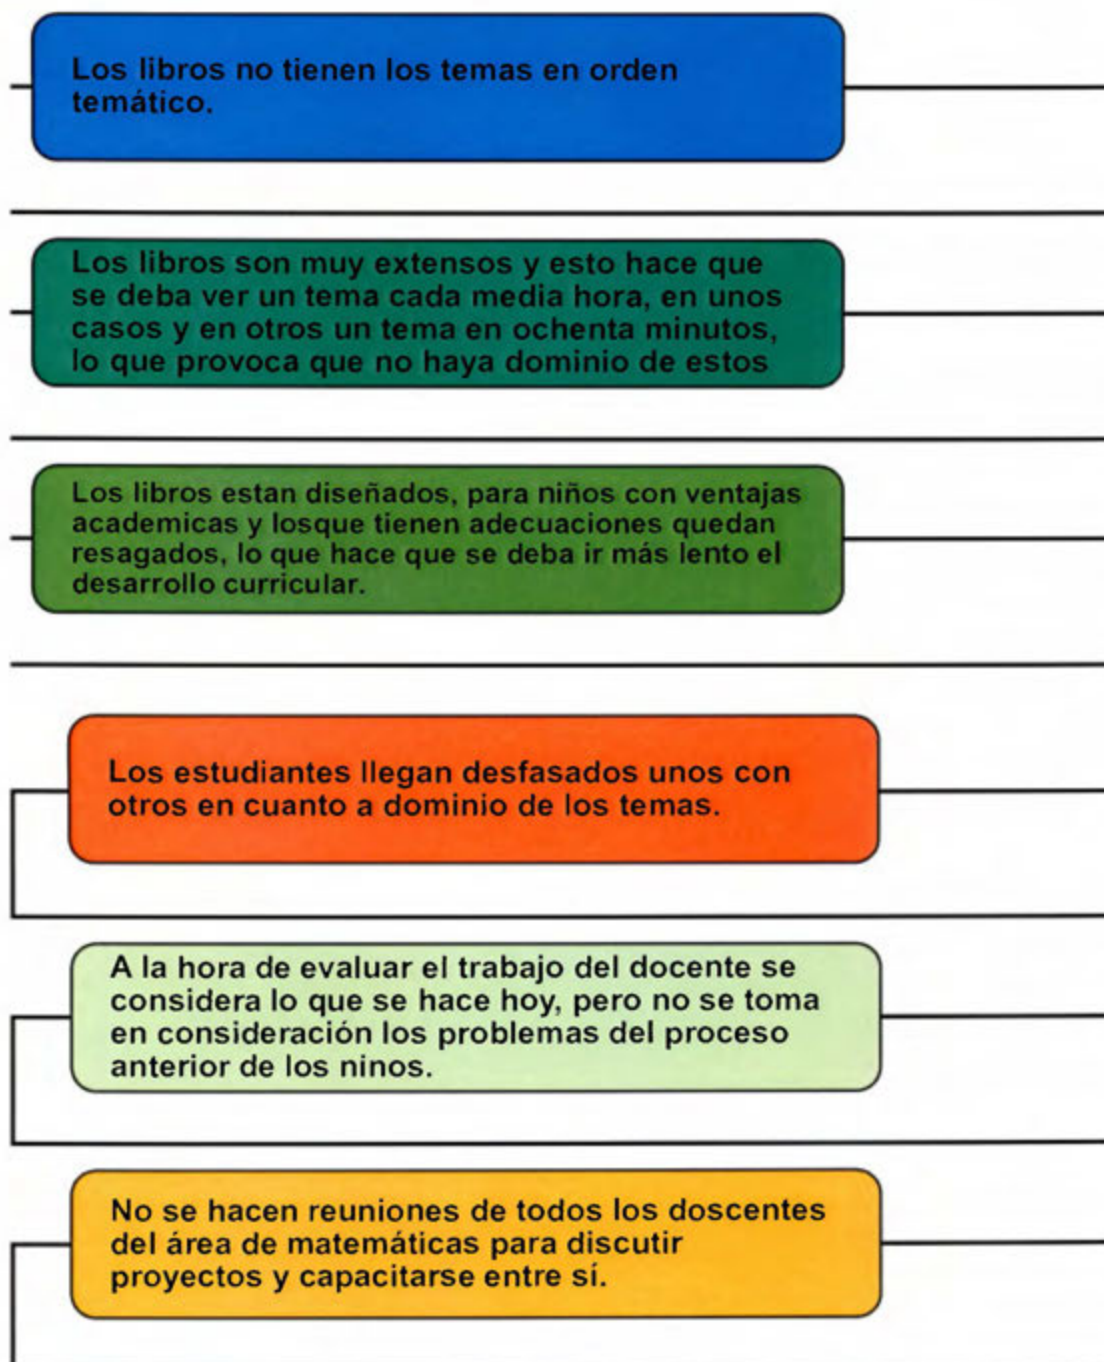 Los libros no tienen los temas en orden
temático.
Los libros son muy extensos y esto hace que
se deba ver un tema cada media hora, en unos
casos y en otros un tema en ochenta minutos,
lo que provoca que no haya dominio de estos
Los libros estan diseñados, para niños con ventajas
academicas y losque tienen adecuaciones quedan
resagados, lo que hace que se deba ir más lento el
desarrollo curricular.
Los estudiantes llegan desfasados unos con
otros en cuanto a dominio de los temas.
A la hora de evaluar el trabajo del docente se
considera lo que se hace hoy, pero no se toma
en consideración los problemas del proceso
anterior de los ninos.
No se hacen reuniones de todos los doscentes
del área de matemáticas para discutir
proyectos y capacitarse entre sí.